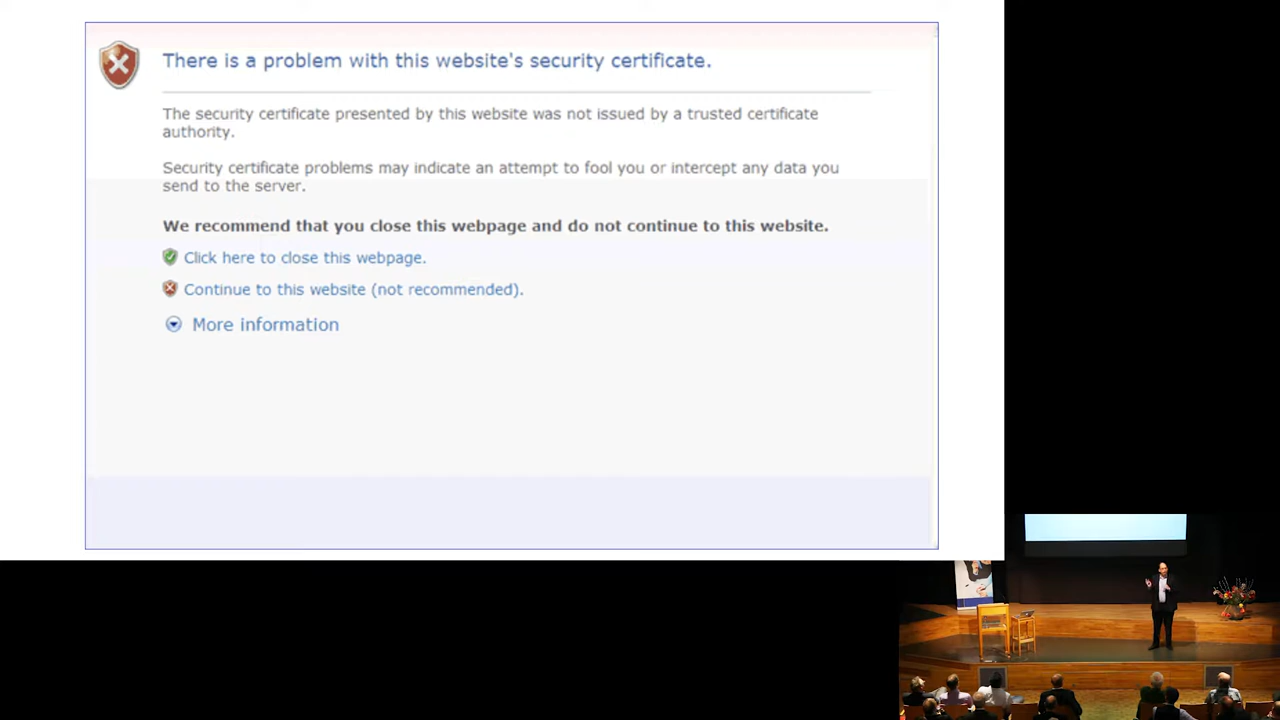 There is a problem with this website's security certificate.
The security certificate presented by this website was not issued by a trusted certificate
authority.
Security certificate problems may indicate an attempt to fool you or intercept any data you
send to the server.
We recommend that you close this webpage and do not continue to this website.
Click here to close this webpage.
Continue to this website (not recommended).
More information